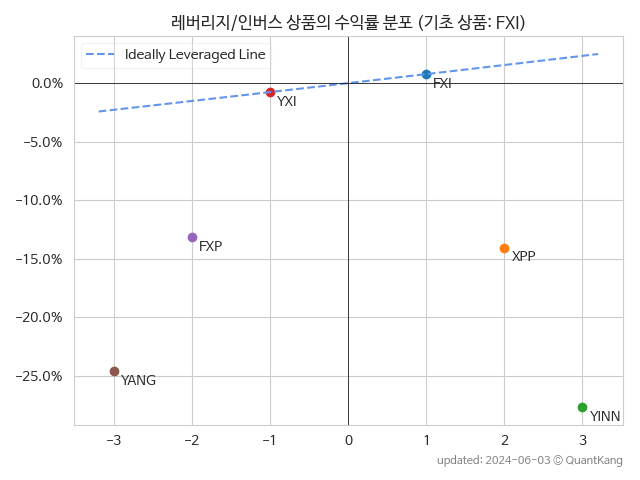 레버리지/인버스 상품의 수익률 분포 (기초 상품: FXI)
Ideally Leveraged Line
0.0%
FXI
YXI
−5.0%
−10.0%
FXP
XPP
−15.0%
−20.0%
−25.0%
YANG
YINN
−3 −2 −1 0 1 2 3
updated: 2024-06-03 © QuantKang